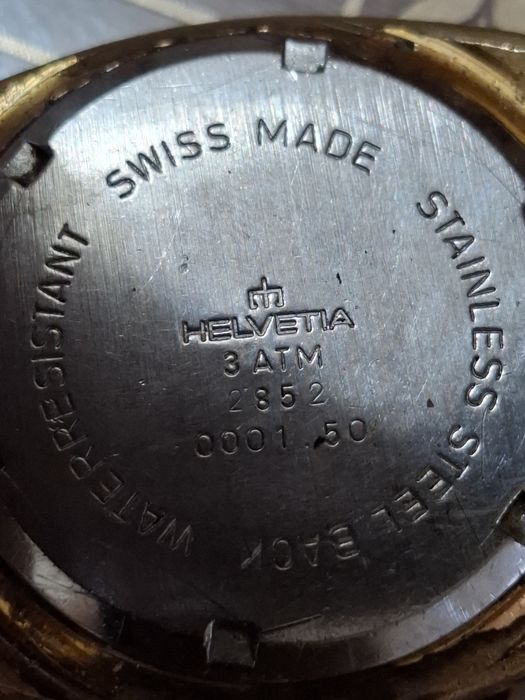 SWISS MADE
STAINLESS STEEL BACK
WATERRESISTANT
HELVETIA
3 ATM
2852
0001.50